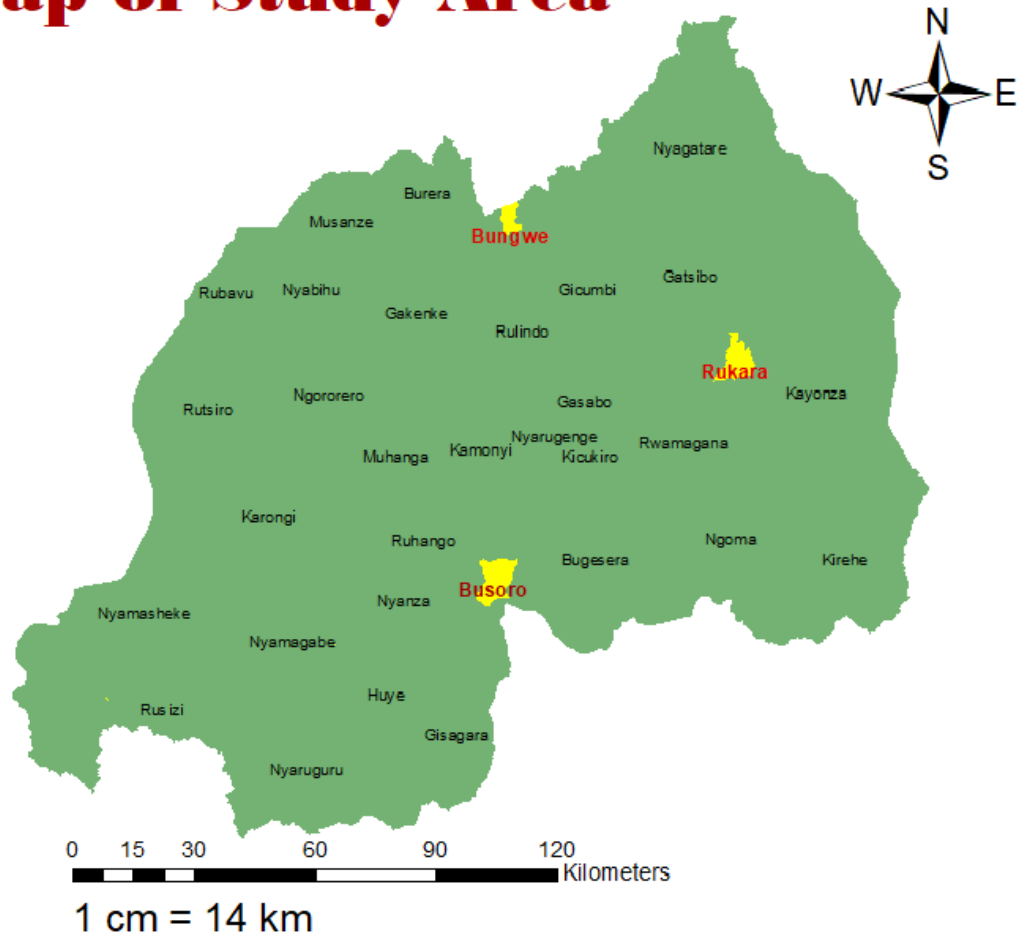 ap of Study Area
N
W E
S
Nyagatare
Burera
Musanze
Bungwe
Gatsibo
Rubavu Nyabihu Gicumbi
Gakenke
Rulindo
Rukara
Kayonza
Ngororero
Rutsiro Gasabo
Nyarugenge
Muhanga Kamonyi Kicukiro Rwamagana
Karongi
Ruhango Ngoma
Bugesera Kirehe
Busoro
Nyanza
Nyamasheke
Nyamagabe
Huye
Rusizi
Gisagara
Nyaruguru
0 15 30 60 90 120
Kilometers
1 cm = 14 km